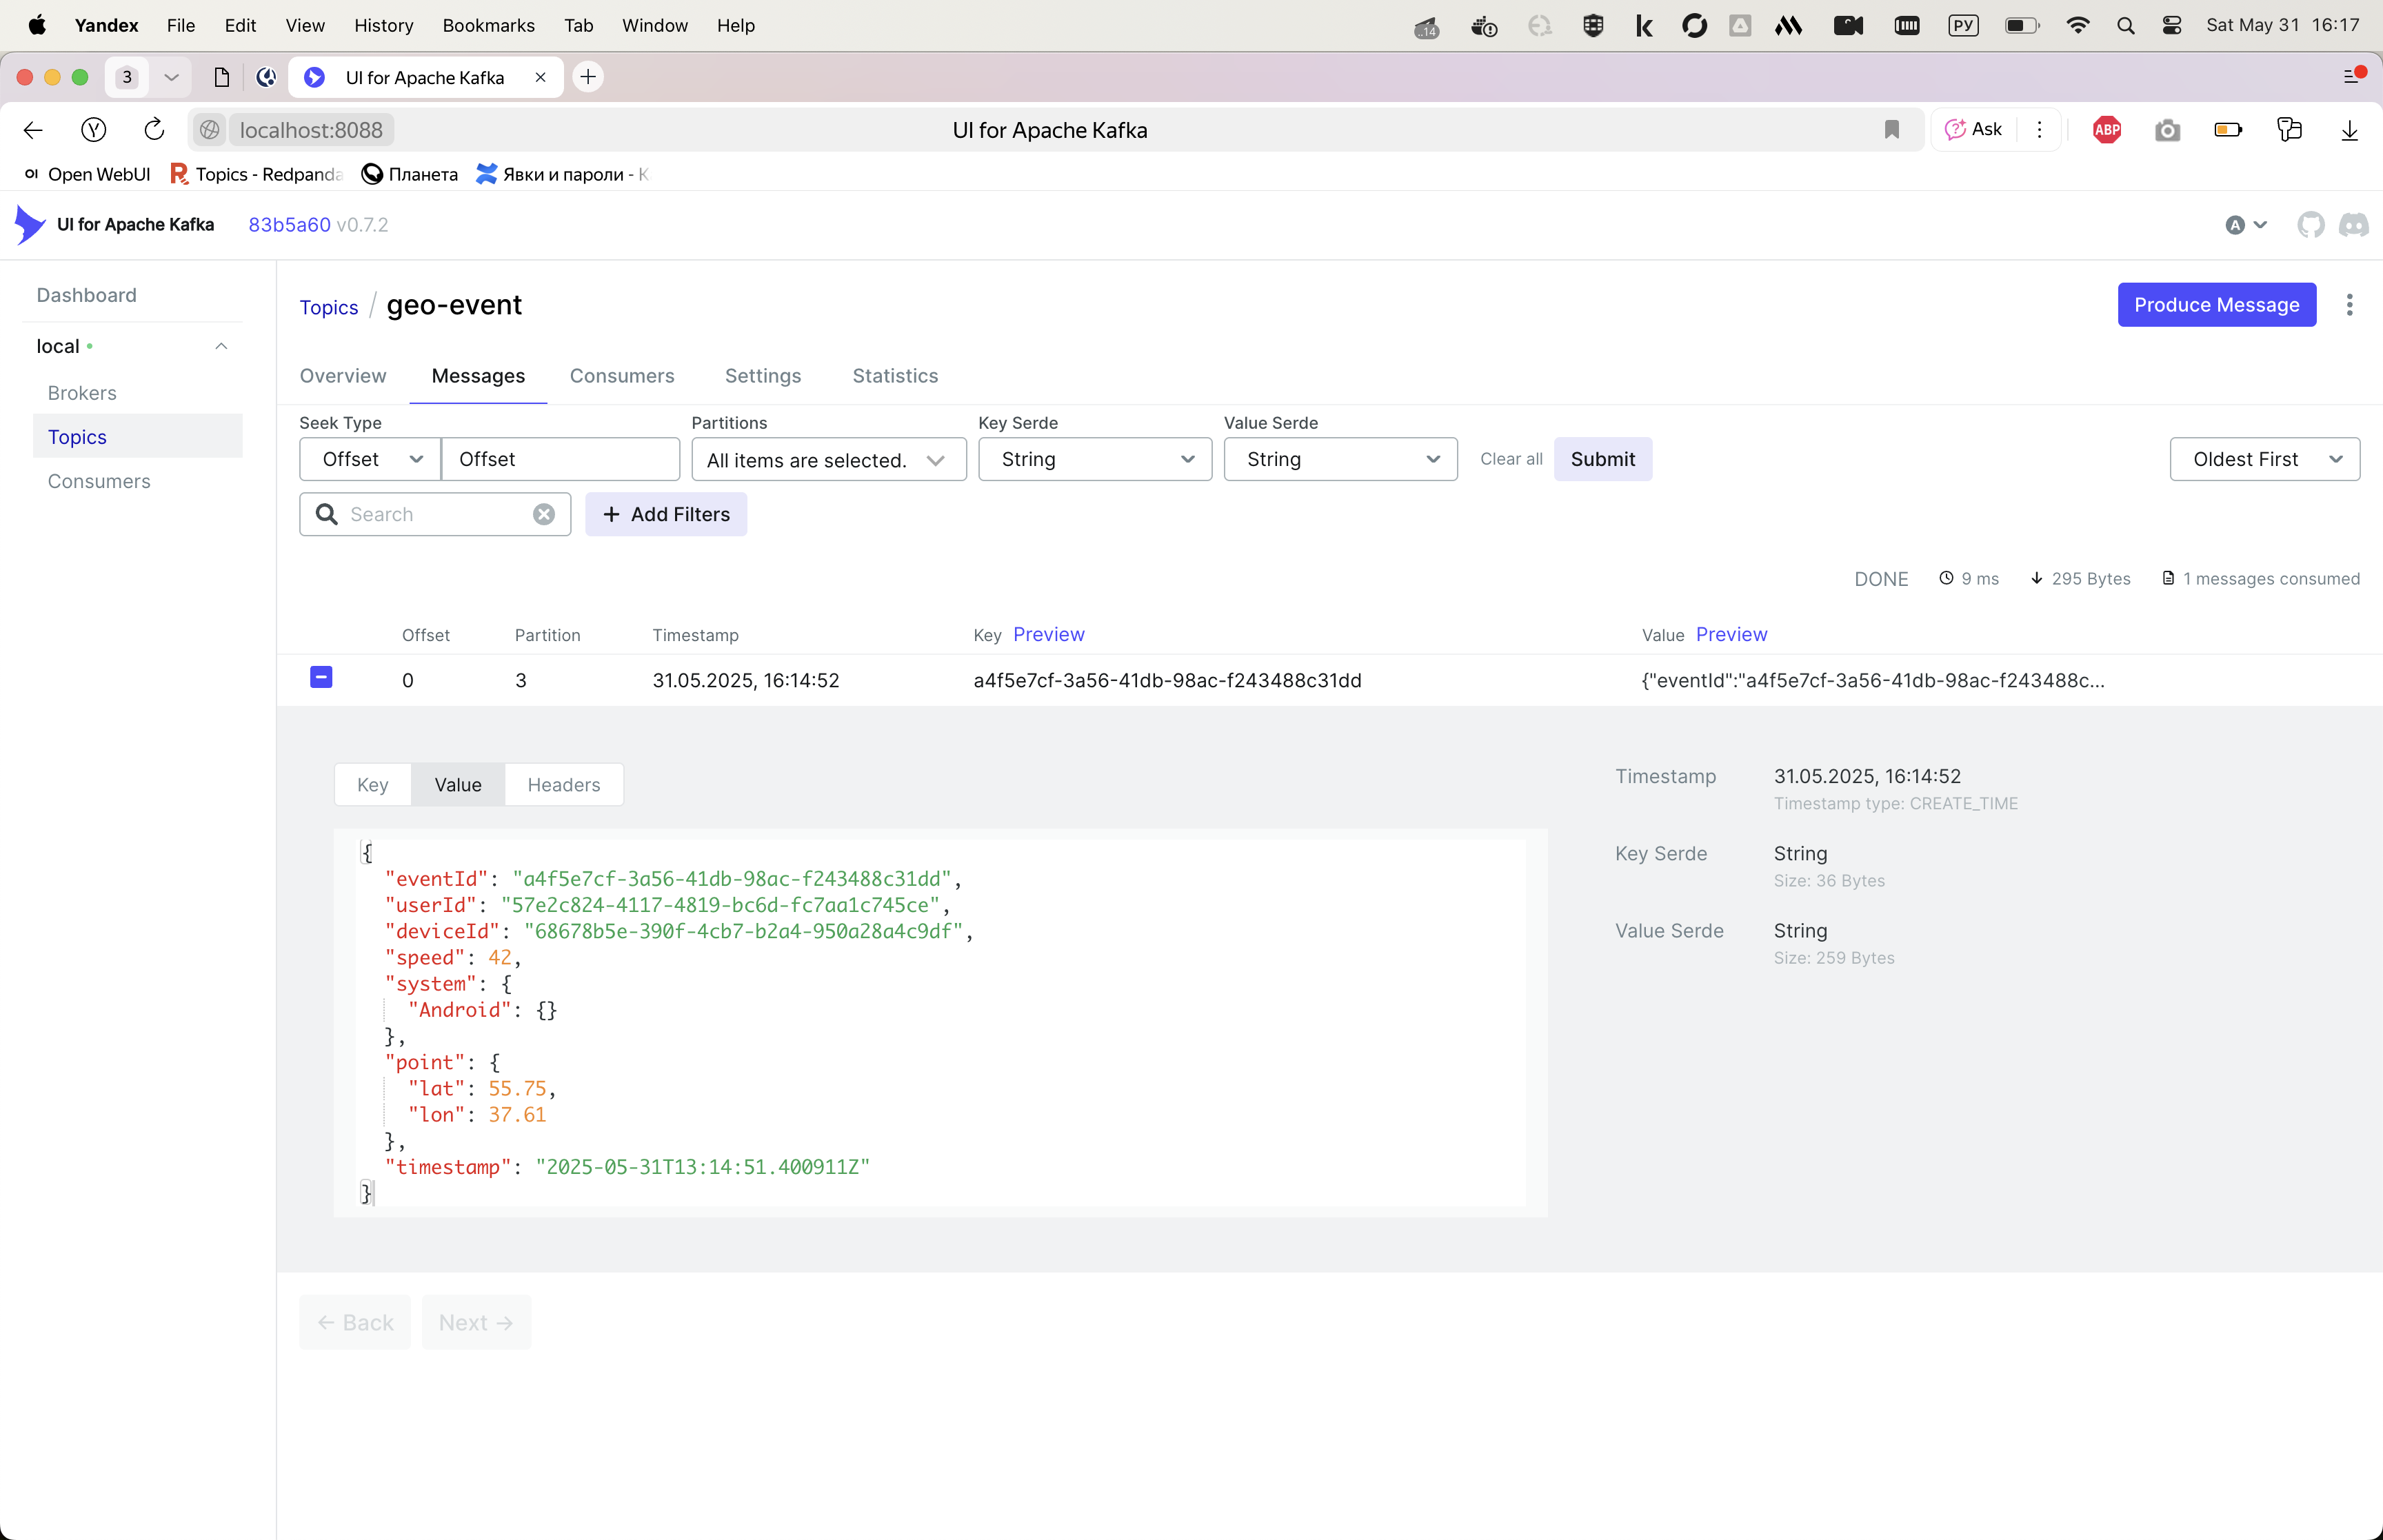 Yandex File Edit View History Bookmarks Tab Window Help ..14 РУ Sat May 31 16:17
3 UI for Apache Kafka
localhost:8088 UI for Apache Kafka Ask ABP
OI Open WebUI Topics - Redpanda Планета Явки и пароли - K
UI for Apache Kafka 83b5a60 v0.7.2 A
Dashboard
local
Brokers
Topics
Consumers
Topics / geo-event Produce Message
Overview Messages Consumers Settings Statistics
Seek Type Partitions Key Serde Value Serde
Offset Offset All items are selected. String String Clear all Submit Oldest First
Search + Add Filters
DONE 9 ms 295 Bytes 1 messages consumed
Offset Partition Timestamp Key Preview Value Preview
0 3 31.05.2025, 16:14:52 a4f5e7cf-3a56-41db-98ac-f243488c31dd {"eventId":"a4f5e7cf-3a56-41db-98ac-f243488c...
Key Value Headers
{
"eventId": "a4f5e7cf-3a56-41db-98ac-f243488c31dd",
"userId": "57e2c824-4117-4819-bc6d-fc7aa1c745ce",
"deviceId": "68678b5e-390f-4cb7-b2a4-950a28a4c9df",
"speed": 42,
"system": {
"Android": {}
},
"point": {
"lat": 55.75,
"lon": 37.61
},
"timestamp": "2025-05-31T13:14:51.400911Z"
}
Timestamp 31.05.2025, 16:14:52
Timestamp type: CREATE_TIME
Key Serde String
Size: 36 Bytes
Value Serde String
Size: 259 Bytes
← Back Next →